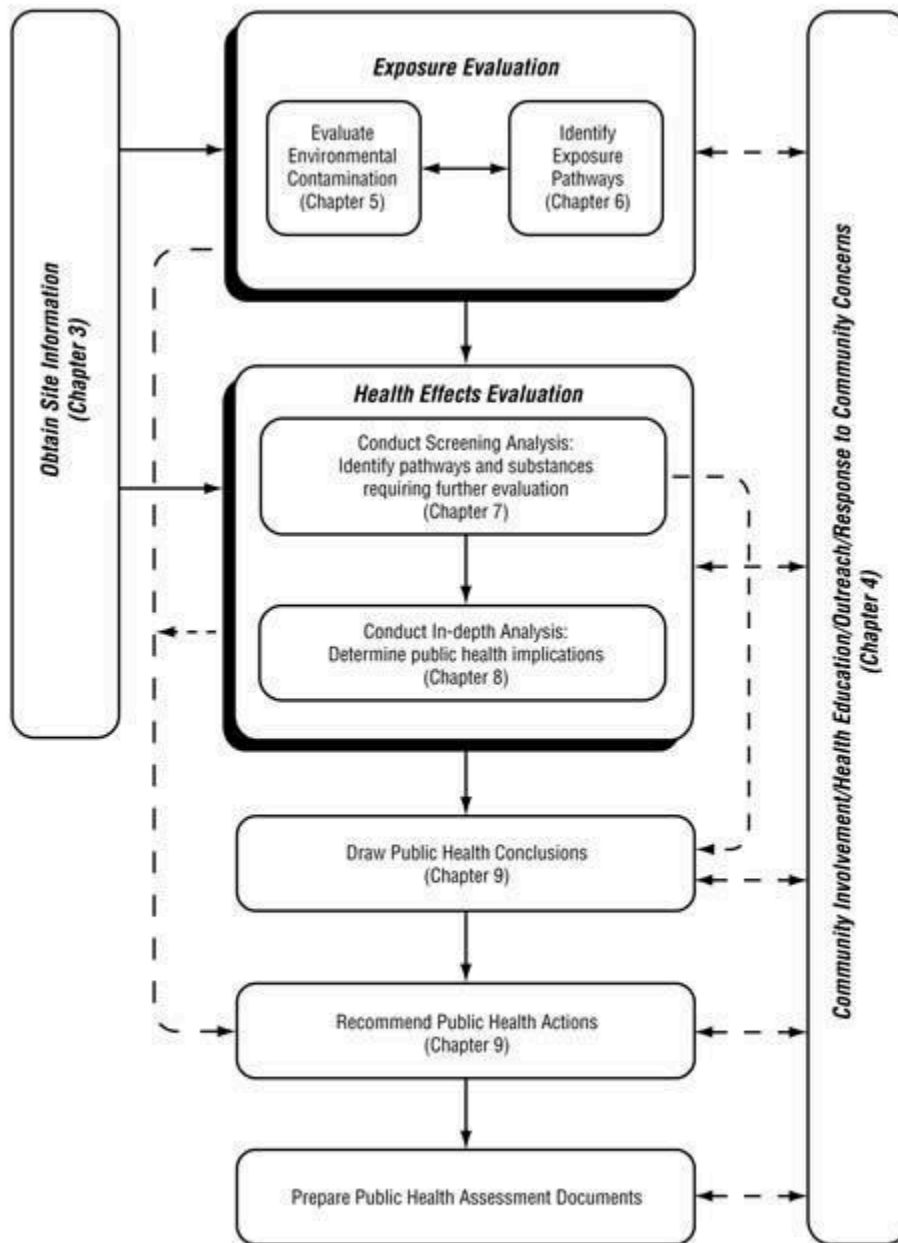 Obtain Site Information
(Chapter 3)
Exposure Evaluation
Evaluate
Environmental
Contamination
(Chapter 5)
Identify
Exposure
Pathways
(Chapter 6)
Health Effects Evaluation
Conduct Screening Analysis:
Identify pathways and substances
requiring further evaluation
(Chapter 7)
Conduct In-depth Analysis:
Determine public health implications
(Chapter 8)
Draw Public Health Conclusions
(Chapter 9)
Recommend Public Health Actions
(Chapter 9)
Prepare Public Health Assessment Documents
Community Involvement/Health Education/Outreach/Response to Community Concerns
(Chapter 4)